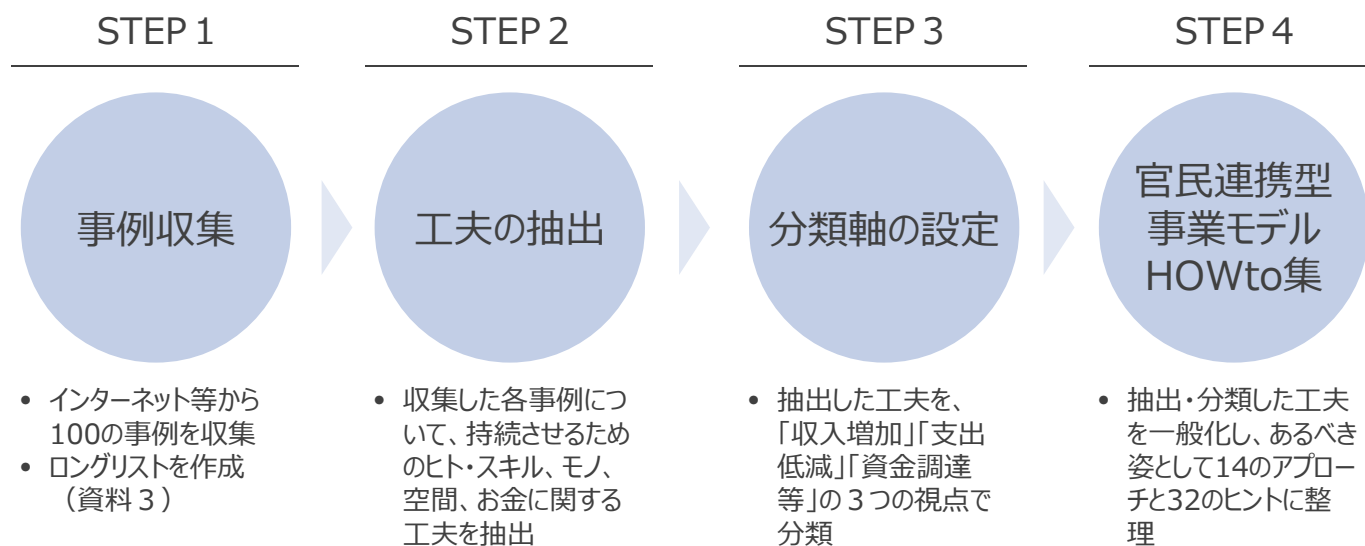 STEP１
事例収集
• インターネット等から
100の事例を収集
• ロングリストを作成
（資料３）
STEP２
工夫の抽出
• 収集した各事例につ
いて、持続させるため
のヒト・スキル、モノ、
空間、お金に関する
工夫を抽出
STEP３
分類軸の設定
• 抽出した工夫を、
「収入増加」「支出
低減」「資金調達
等」の３つの視点で
分類
STEP４
官民連携型
事業モデル
HOWto集
• 抽出・分類した工夫
を一般化し、あるべき
姿として14のアプロー
チと32のヒントに整
理